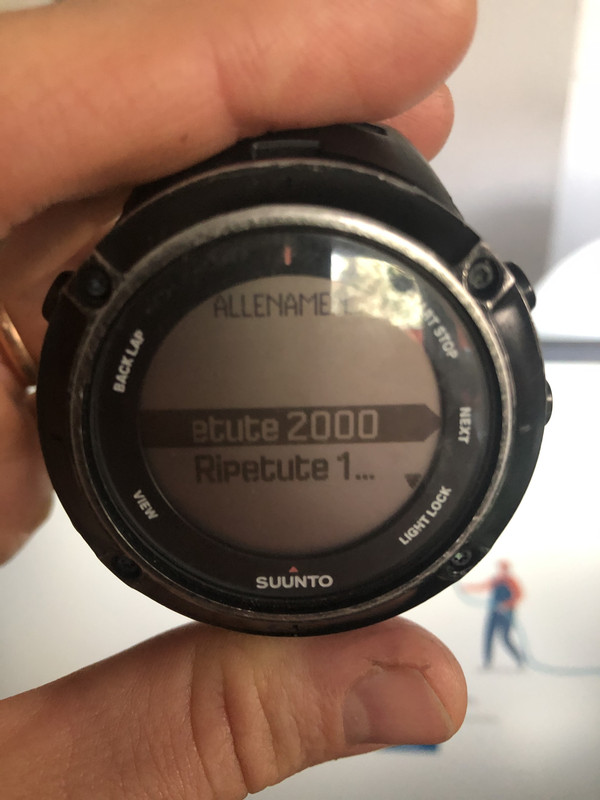 ALLENAME
BACK LAP
START STOP
etute 2000
NEXT
Ripetute 1...
VIEW
LIGHT LOCK
SUUNTO